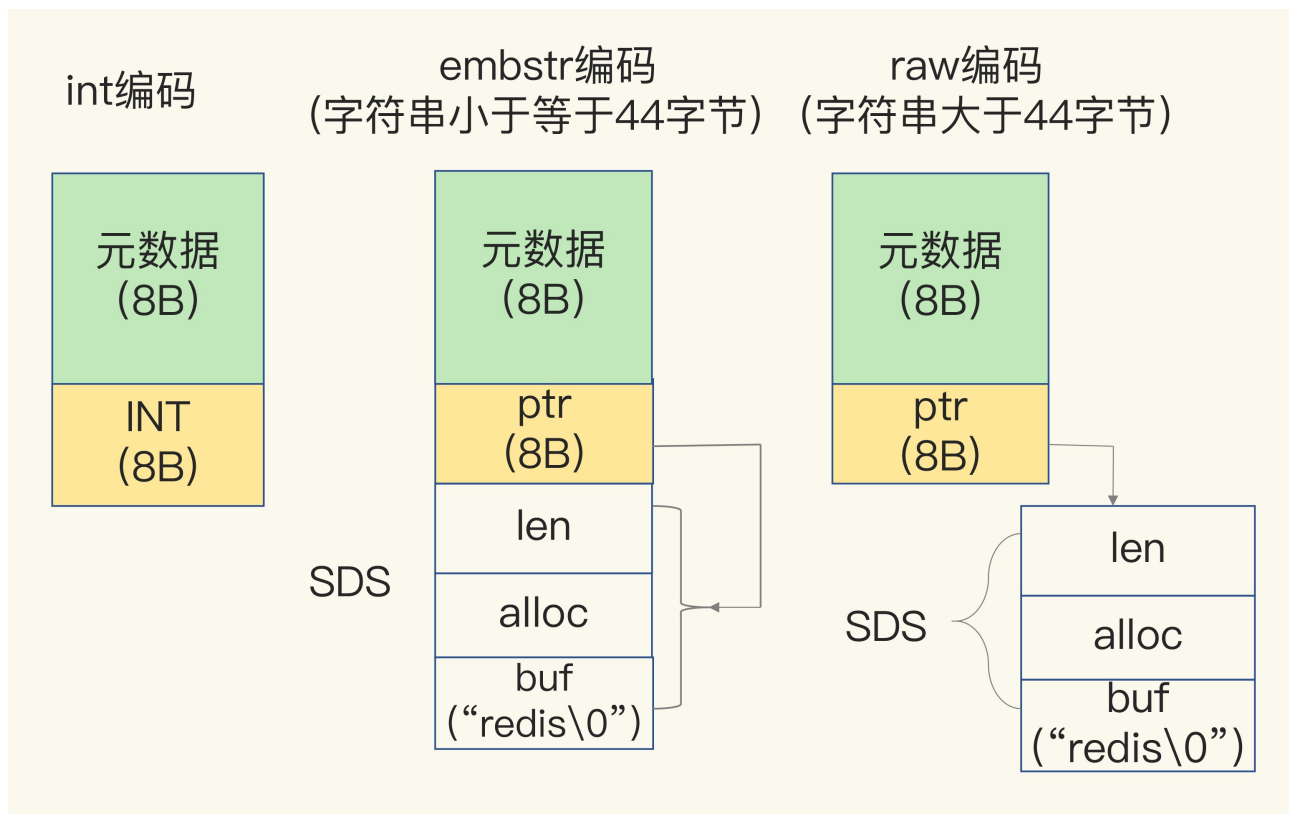 int编码
embstr编码
(字符串小于等于44字节)
raw编码
(字符串大于44字节)
元数据
(8B)
INT
(8B)
元数据
(8B)
ptr
(8B)
len
alloc
buf
(“redis\0”)
SDS
元数据
(8B)
ptr
(8B)
len
alloc
buf
(“redis\0”)
SDS